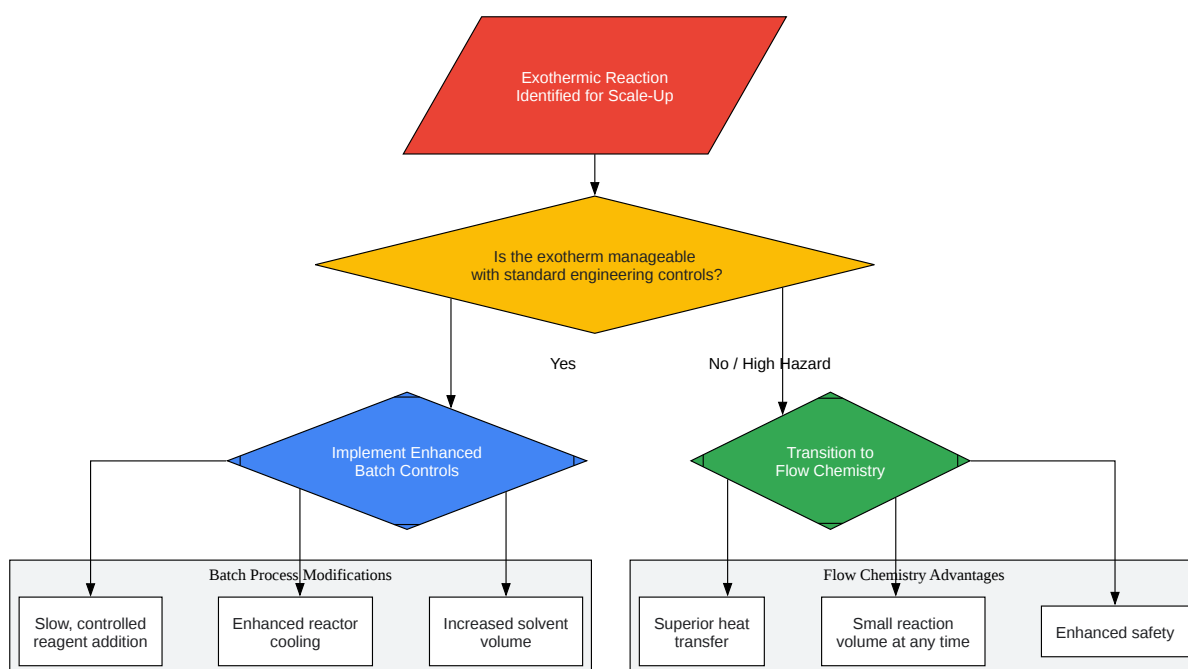 Exothermic Reaction
Identified for Scale-Up
Is the exotherm manageable
with standard engineering controls?
Yes
No / High Hazard
Implement Enhanced
Batch Controls
Transition to
Flow Chemistry
Batch Process Modifications
Slow, controlled
reagent addition
Enhanced reactor
cooling
Increased solvent
volume
Flow Chemistry Advantages
Superior heat
transfer
Small reaction
volume at any time
Enhanced safety